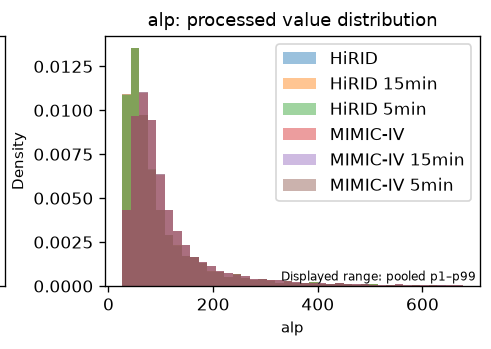 alp: processed value distribution
Density
0.0125
0.0100
0.0075
0.0050
0.0025
0.0000
HiRID
HiRID 15min
HiRID 5min
MIMIC-IV
MIMIC-IV 15min
MIMIC-IV 5min
Displayed range: pooled p1–p99
0 200 400 600
alp